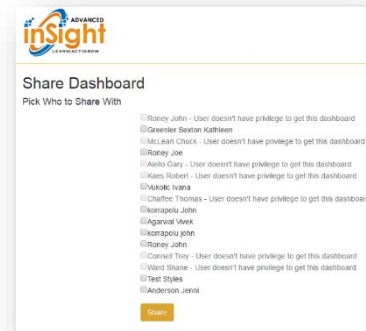 ADVANCED
inSight
LEARN|ACT|GROW
Share Dashboard
Pick Who to Share With
Roney John - User doesn't have privilege to get this dashboard
Greenler Sexton Kathleen
McLean Chuck - User doesn't have privilege to get this dashboard
Roney Joe
Aiello Gary - User doesn't have privilege to get this dashboard
Kaes Robert - User doesn't have privilege to get this dashboard
Vukolic Ivana
Chaffee Thomas - User doesn't have privilege to get this dashboar
korrapolu John
Agarwal Vivek
korrapolu john
Roney John
Connell Trey - User doesn't have privilege to get this dashboard
Ward Shane - User doesn't have privilege to get this dashboard
Test Styles
Anderson Jenni
Share